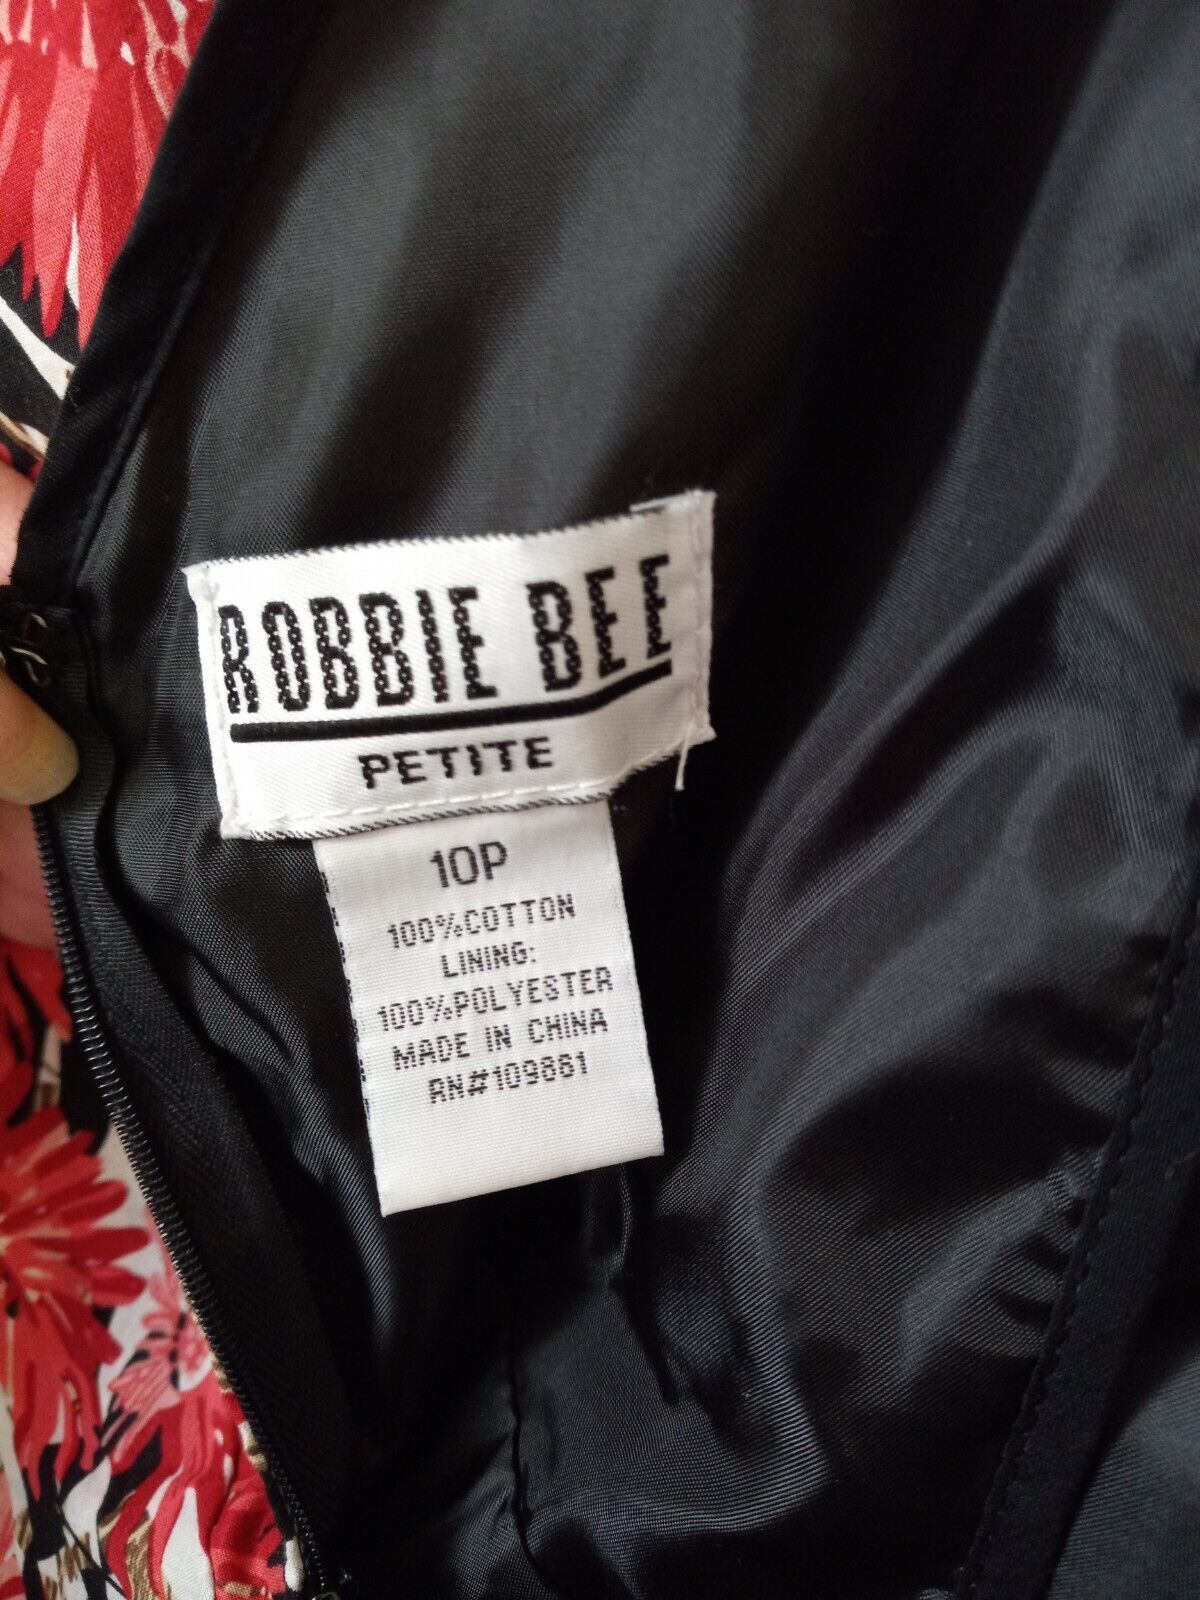 ROBBIE BEE
PETITE
10P
100%COTTON
LINING:
100%POLYESTER
MADE IN CHINA
RN#109881